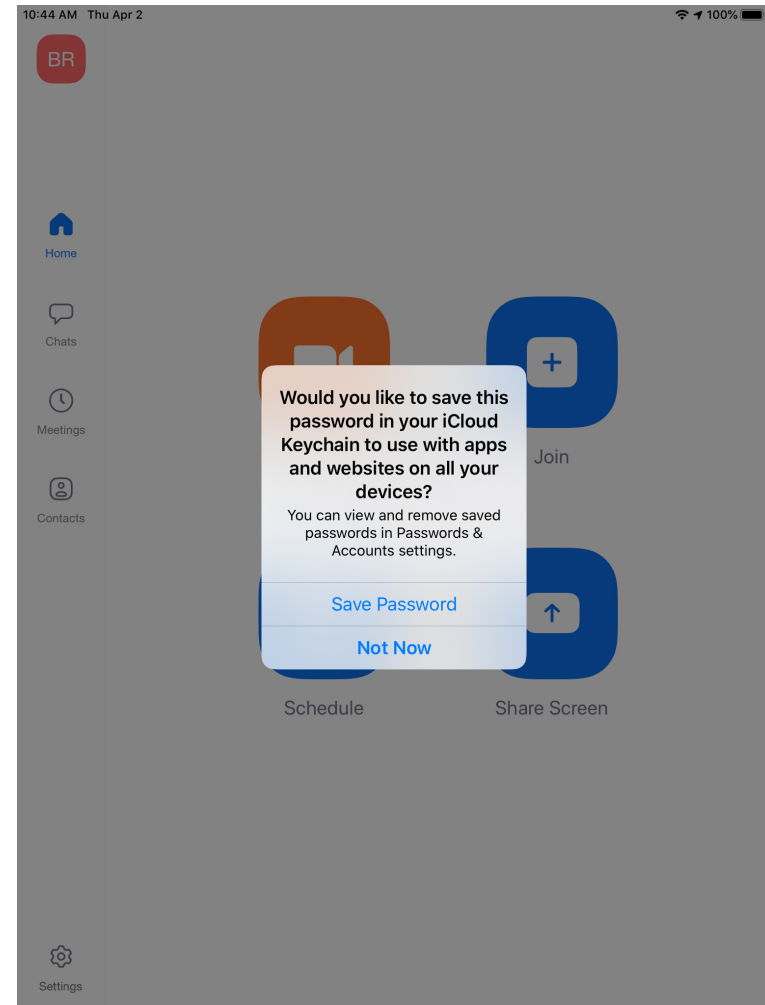 10:44 AM Thu Apr 2
100%
BR
Home
Chats
Meetings
Contacts
Join
Would you like to save this
password in your iCloud
Keychain to use with apps
and websites on all your
devices?
You can view and remove saved
passwords in Passwords &
Accounts settings.
Save Password
Not Now
Schedule
Share Screen
Settings